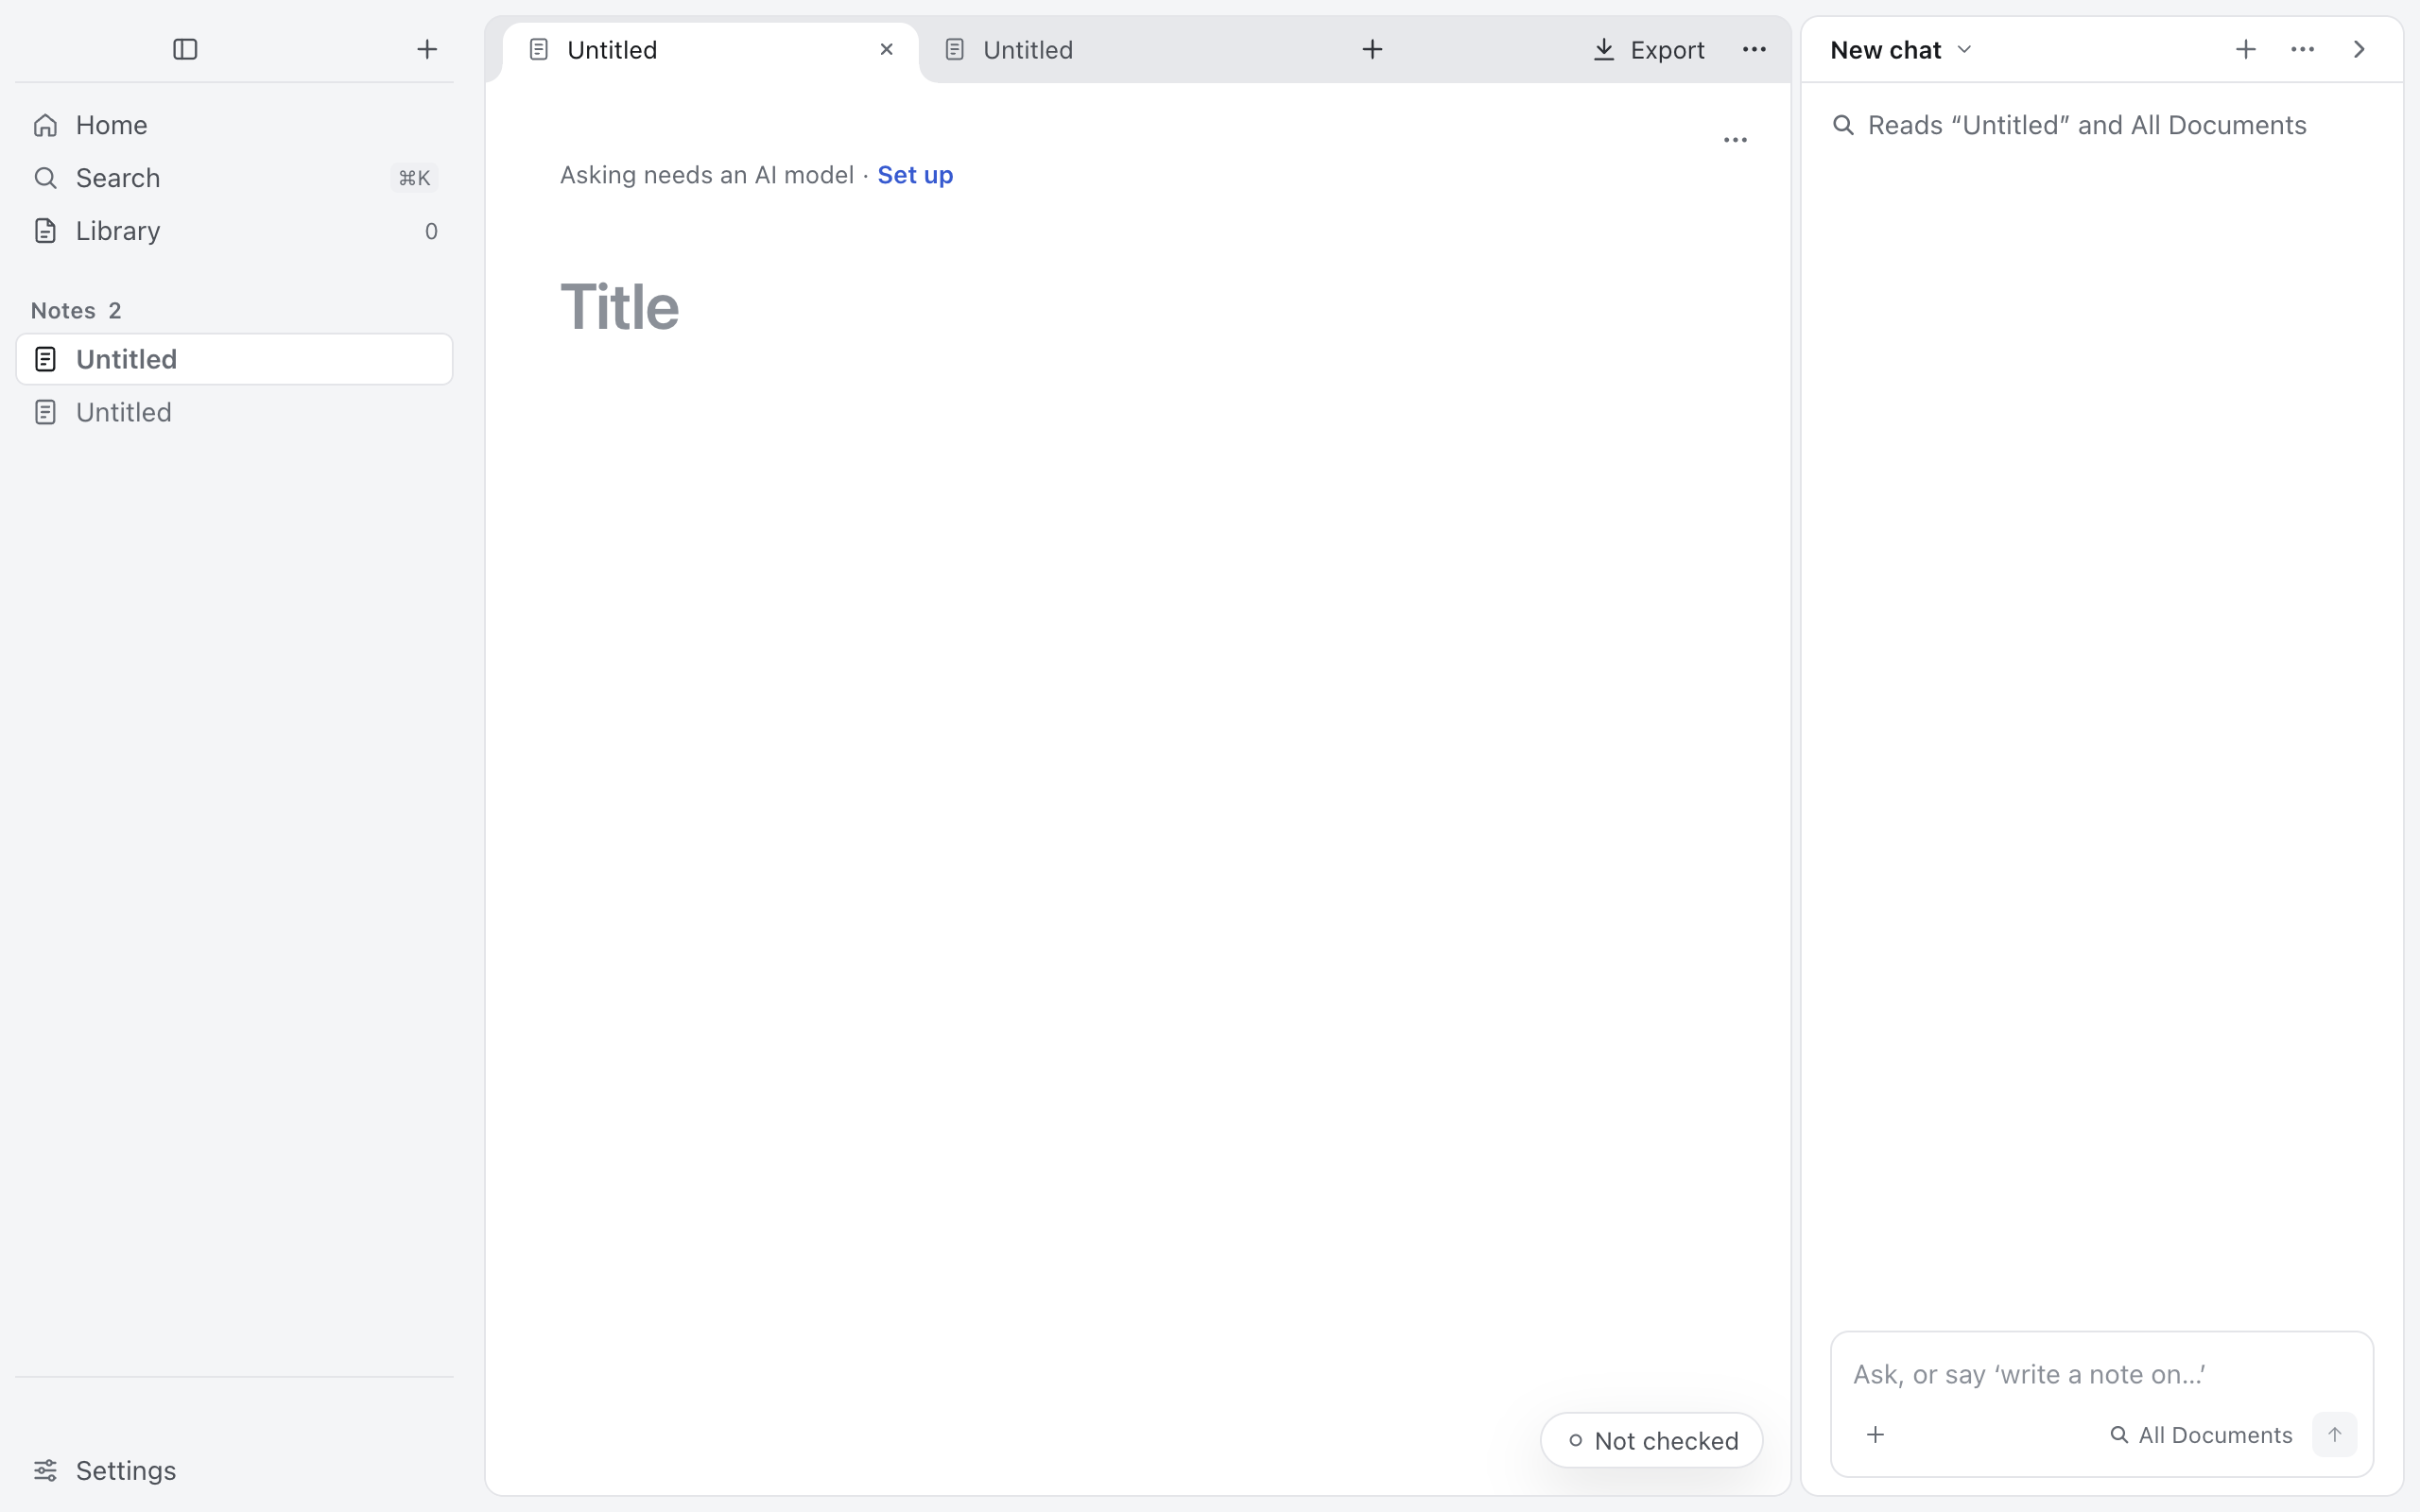 Home
Search ⌘K
Library 0
Notes 2
Untitled
Untitled
Settings
Untitled
Untitled
Export
Asking needs an AI model · Set up
Title
Not checked
New chat
Reads “Untitled” and All Documents
Ask, or say ‘write a note on...’
All Documents